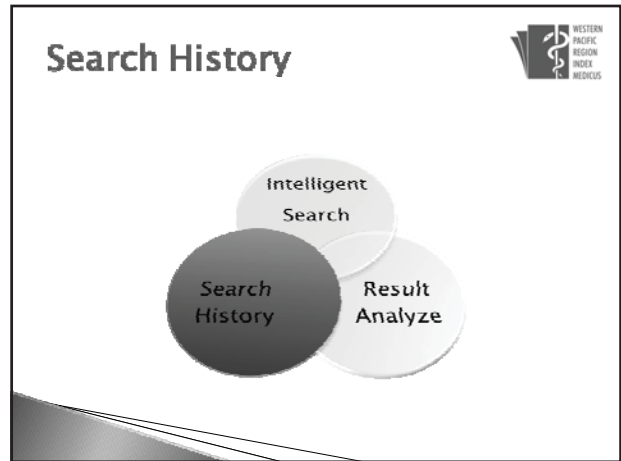 Search History
WESTERN
PACIFIC
REGION
INDEX
MEDICUS
Intelligent
Search
Search
History
Result
Analyze